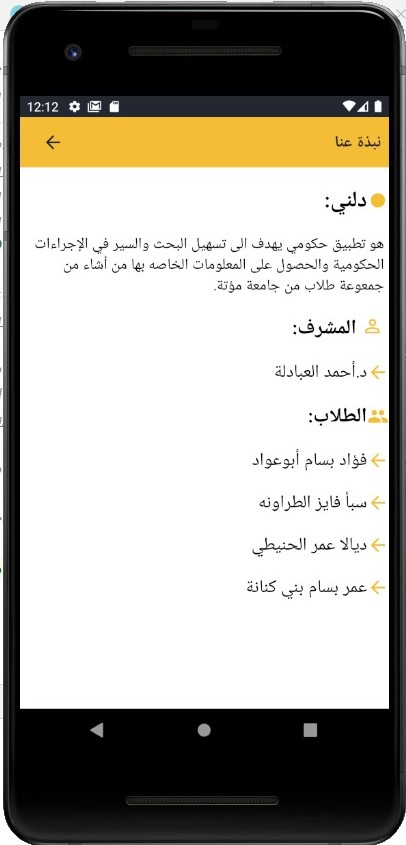 12:12
نبذة عنا
دلني:
هو تطبيق حكومي يهدف الى تسهيل البحث والسير في الإجراءات
الحكومية والحصول على المعلومات الخاصه بها من أشاء من
جمعوعة طلاب من جامعة مؤتة.
المشرف:
د.أحمد العبادلة
الطلاب:
فؤاد بسام أبوعواد
سبأ فايز الطراونه
ديالا عمر الحنيطي
عمر بسام بني كنانة